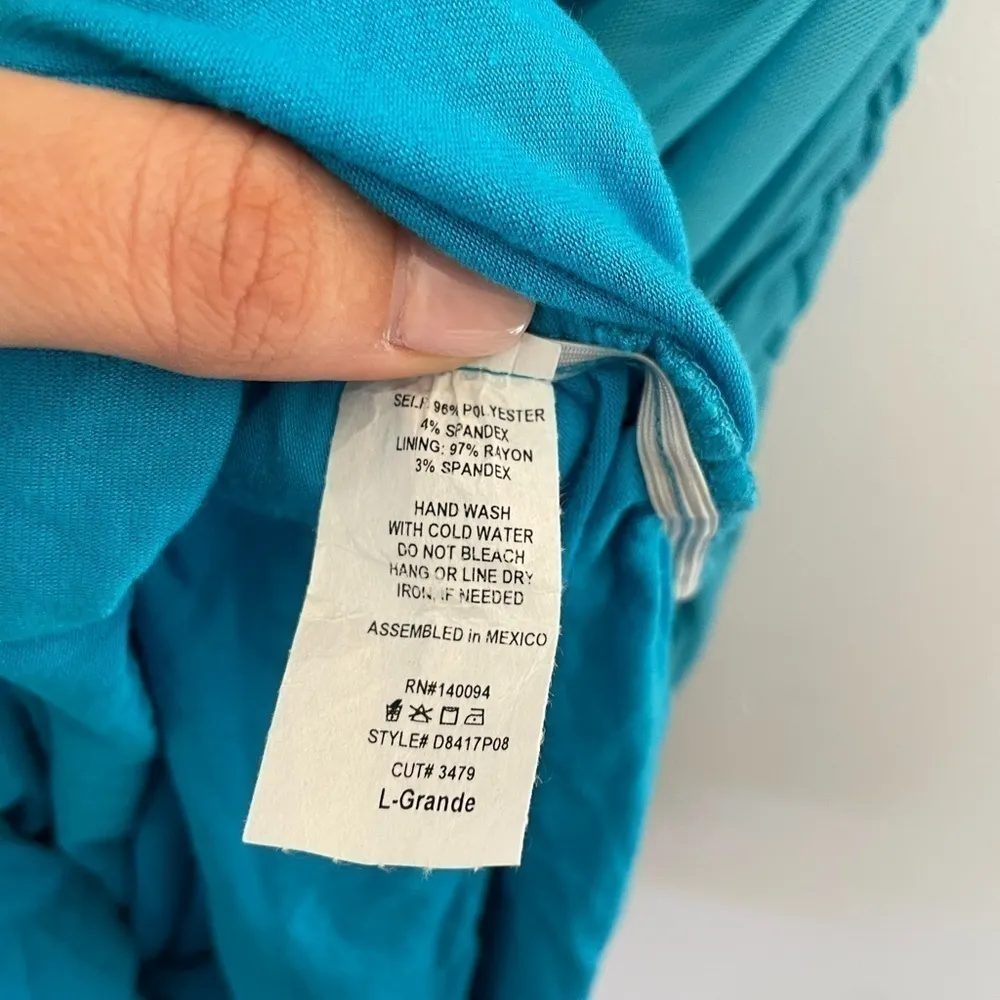 SELF 96% POLYESTER
4% SPANDEX
LINING: 97% RAYON
3% SPANDEX
HAND WASH
WITH COLD WATER
DO NOT BLEACH
HANG OR LINE DRY
IRON, IF NEEDED
ASSEMBLED in MEXICO
RN#140094
STYLE# D8417P08
CUT# 3479
L-Grande